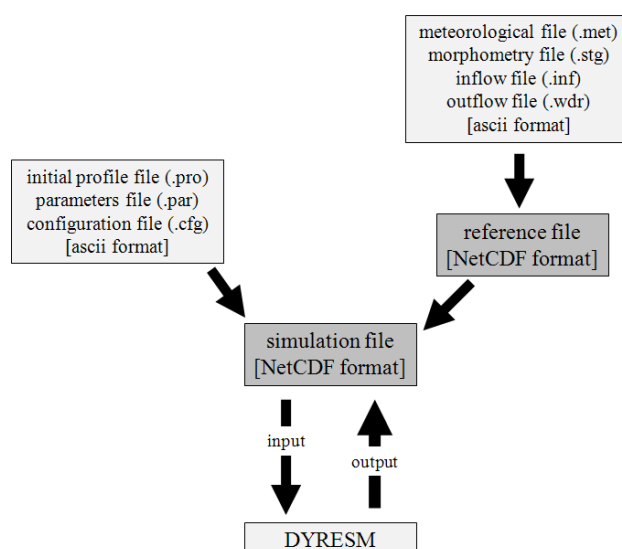 meteorological file (.met)
morphometry file (.stg)
inflow file (.inf)
outflow file (.wdr)
[ascii format]
initial profile file (.pro)
parameters file (.par)
configuration file (.cfg)
[ascii format]
reference file
[NetCDF format]
simulation file
[NetCDF format]
input
output
DYRESM